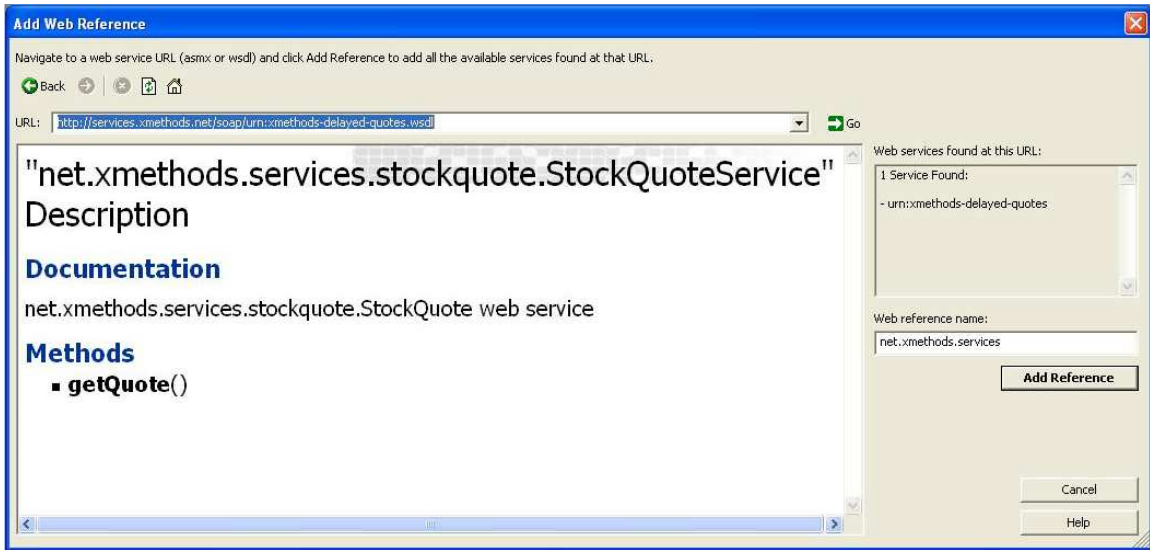 Add Web Reference
Navigate to a web service URL (asmx or wsdl) and click Add Reference to add all the available services found at that URL.
Back
URL: http://services.xmethods.net/soap/urn:xmethods-delayed-quotes.wsdl Go
"net.xmethods.services.stockquote.StockQuoteService"
Description
Documentation
net.xmethods.services.stockquote.StockQuote web service
Methods
▪ getQuote()
Web services found at this URL:
1 Service Found:
- urn:xmethods-delayed-quotes
Web reference name:
net.xmethods.services
Add Reference
Cancel
Help